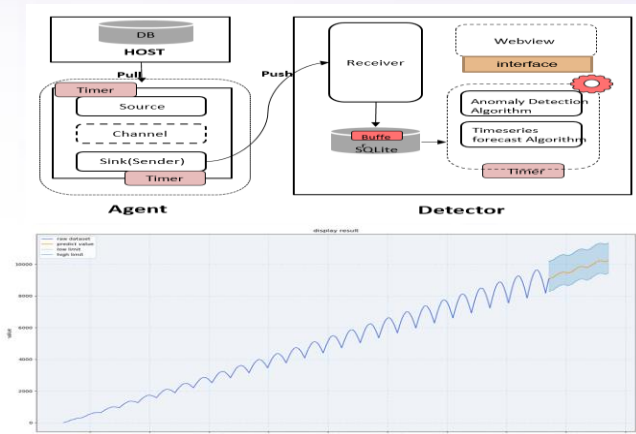 DB
HOST
Pull
Timer
Source
Channel
Sink(Sender)
Timer
Agent
Push
Receiver
Buffe
r
SQLite
Webview
interface
Anomaly Detection
Algorithm
Timeseries
forecast Algorithm
Timer
Detector
display result
raw dataset
predict value
low limit
high limit
10000
8000
6000
4000
2000
0